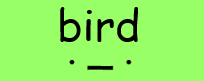 bird
· _ ·